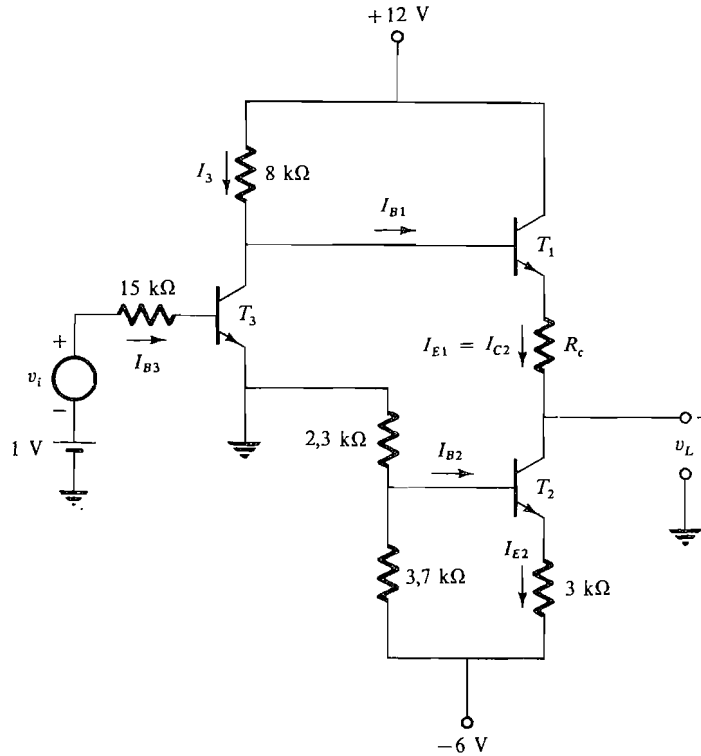 +12 V
I3
8 kΩ
IB1
T1
15 kΩ
T3
+
IB3
IE1 = IC2
Rc
vi
−
1 V
2,3 kΩ
IB2
vL
T2
IE2
3,7 kΩ
3 kΩ
−6 V